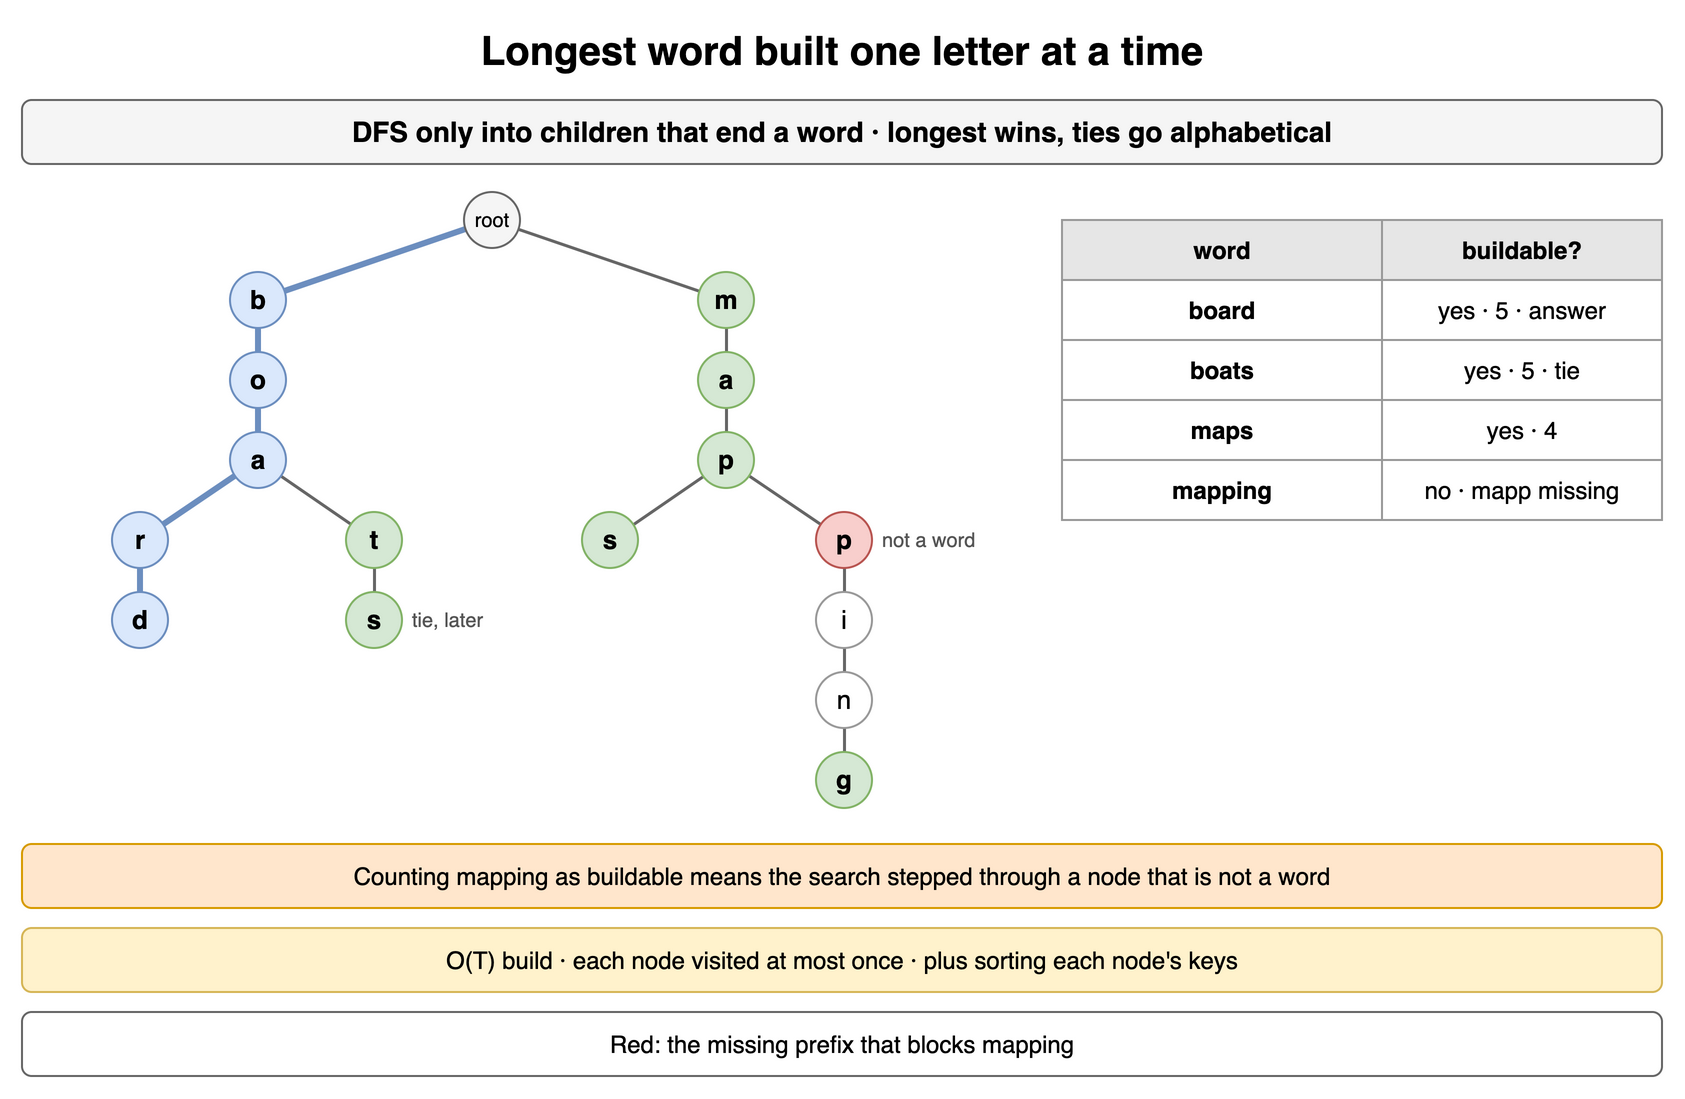 Longest word built one letter at a time
DFS only into children that end a word · longest wins, ties go alphabetical
root
b
m
o
a
a
p
r
t
s
p
not a word
d
s
tie, later
i
n
g
word
buildable?
board
yes · 5 · answer
boats
yes · 5 · tie
maps
yes · 4
mapping
no · mapp missing
Counting mapping as buildable means the search stepped through a node that is not a word
O(T) build · each node visited at most once · plus sorting each node's keys
Red: the missing prefix that blocks mapping